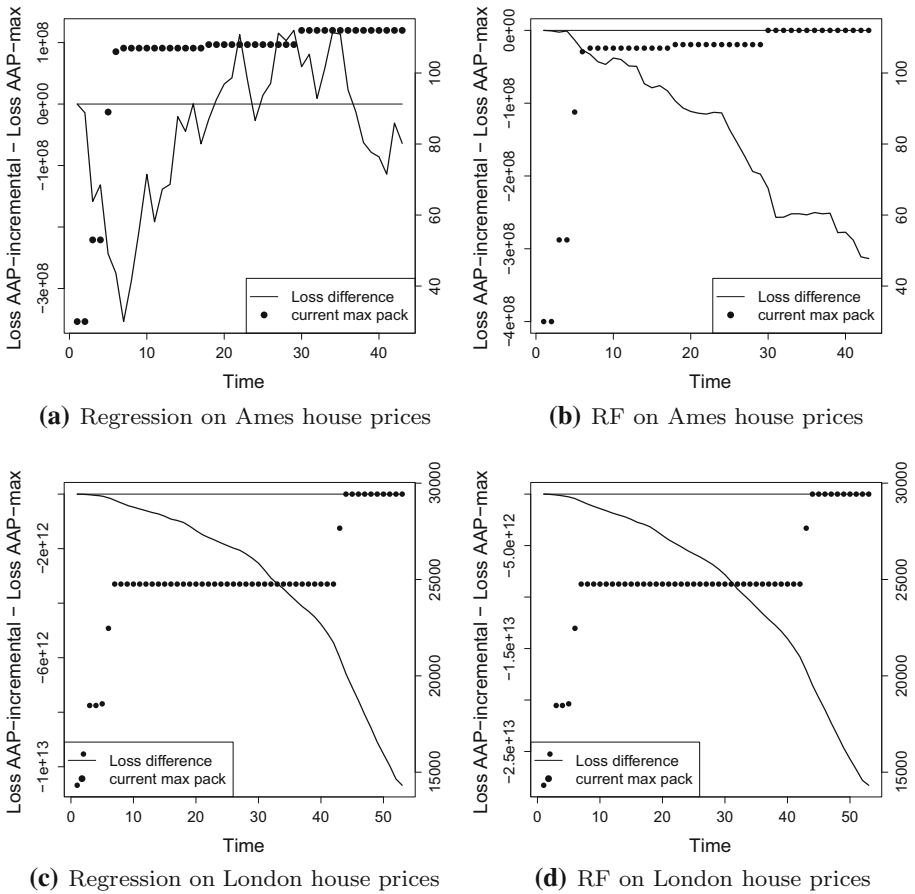 Loss AAP−incremental − Loss AAP−max
1e+08
0e+00
−1e+08
−3e+08
110
100
80
60
40
Loss difference
current max pack
0 10 20 30 40
Time
(a) Regression on Ames house prices
Loss AAP−incremental − Loss AAP−max
0e+00
−1e+08
−2e+08
−3e+08
−4e+08
100
80
60
40
Loss difference
current max pack
0 10 20 30 40
Time
(b) RF on Ames house prices
Loss AAP−incremental − Loss AAP−max
−2e+12
−6e+12
−1e+13
30000
25000
20000
15000
Loss difference
current max pack
0 10 20 30 40 50
Time
(c) Regression on London house prices
Loss AAP−incremental − Loss AAP−max
−5.0e+12
−1.5e+13
−2.5e+13
30000
25000
20000
15000
Loss difference
current max pack
0 10 20 30 40 50
Time
(d) RF on London house prices